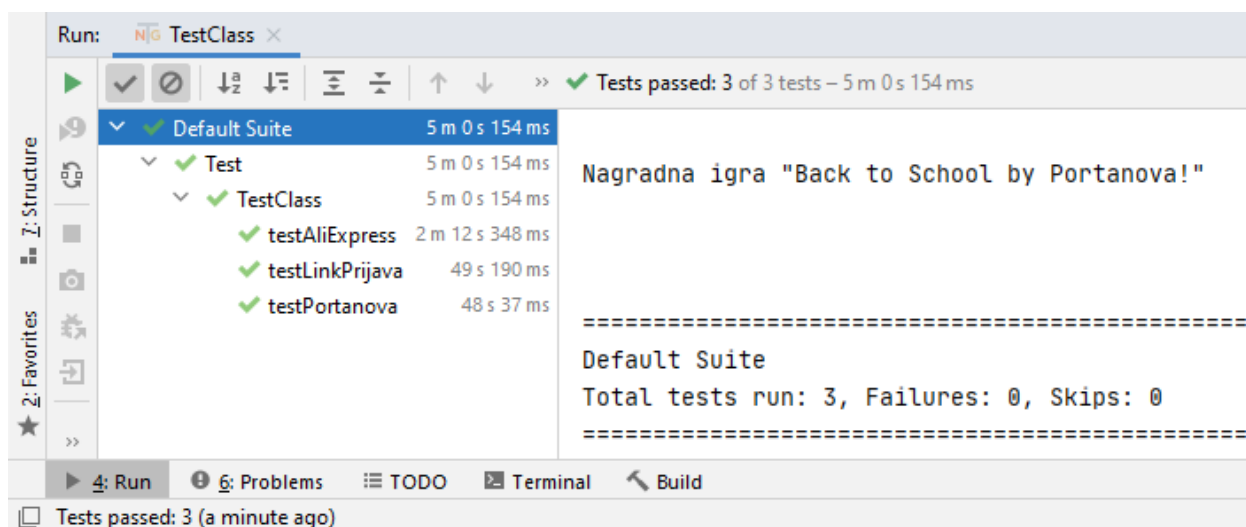 Run: NG TestClass
Tests passed: 3 of 3 tests – 5 m 0 s 154 ms
Default Suite 5 m 0 s 154 ms
Test 5 m 0 s 154 ms
TestClass 5 m 0 s 154 ms
testAliExpress 2 m 12 s 348 ms
testLinkPrijava 49 s 190 ms
testPortanova 48 s 37 ms
Nagradna igra "Back to School by Portanova!"
===============================================
Default Suite
Total tests run: 3, Failures: 0, Skips: 0
===============================================
7: Structure
2: Favorites
4: Run 6: Problems TODO Terminal Build
Tests passed: 3 (a minute ago)